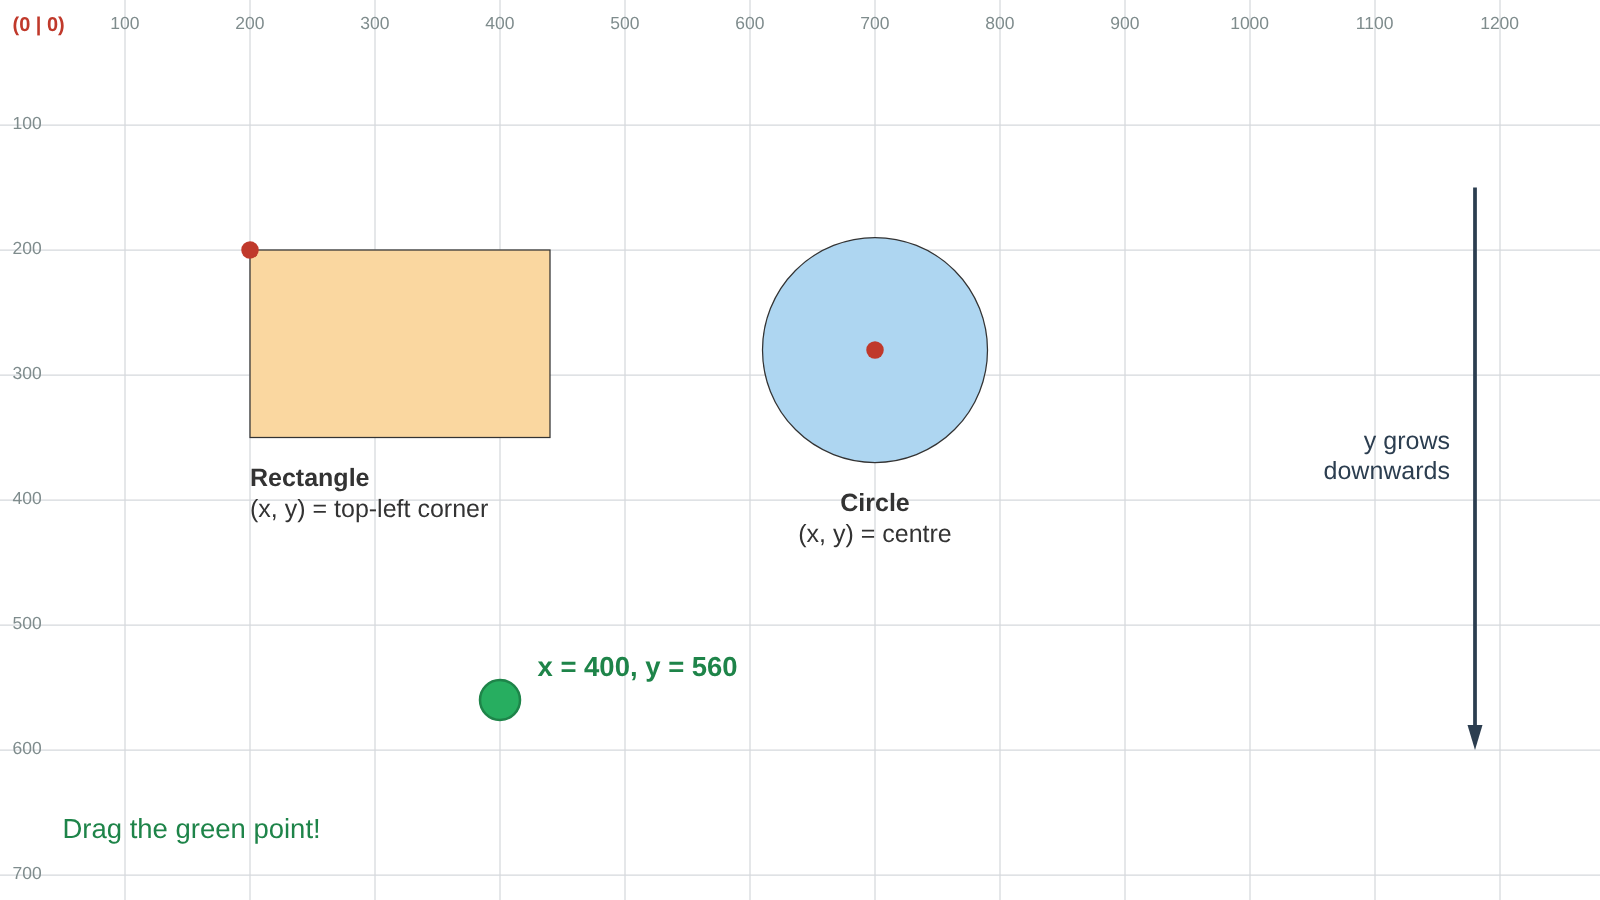 (0 | 0) 100 200 300 400 500 600 700 800 900 1000 1100 1200
100
200
300
y grows
downwards
Rectangle
400
(x, y) = top-left corner
Circle
(x, y) = centre
500
x = 400, y = 560
600
Drag the green point!
700